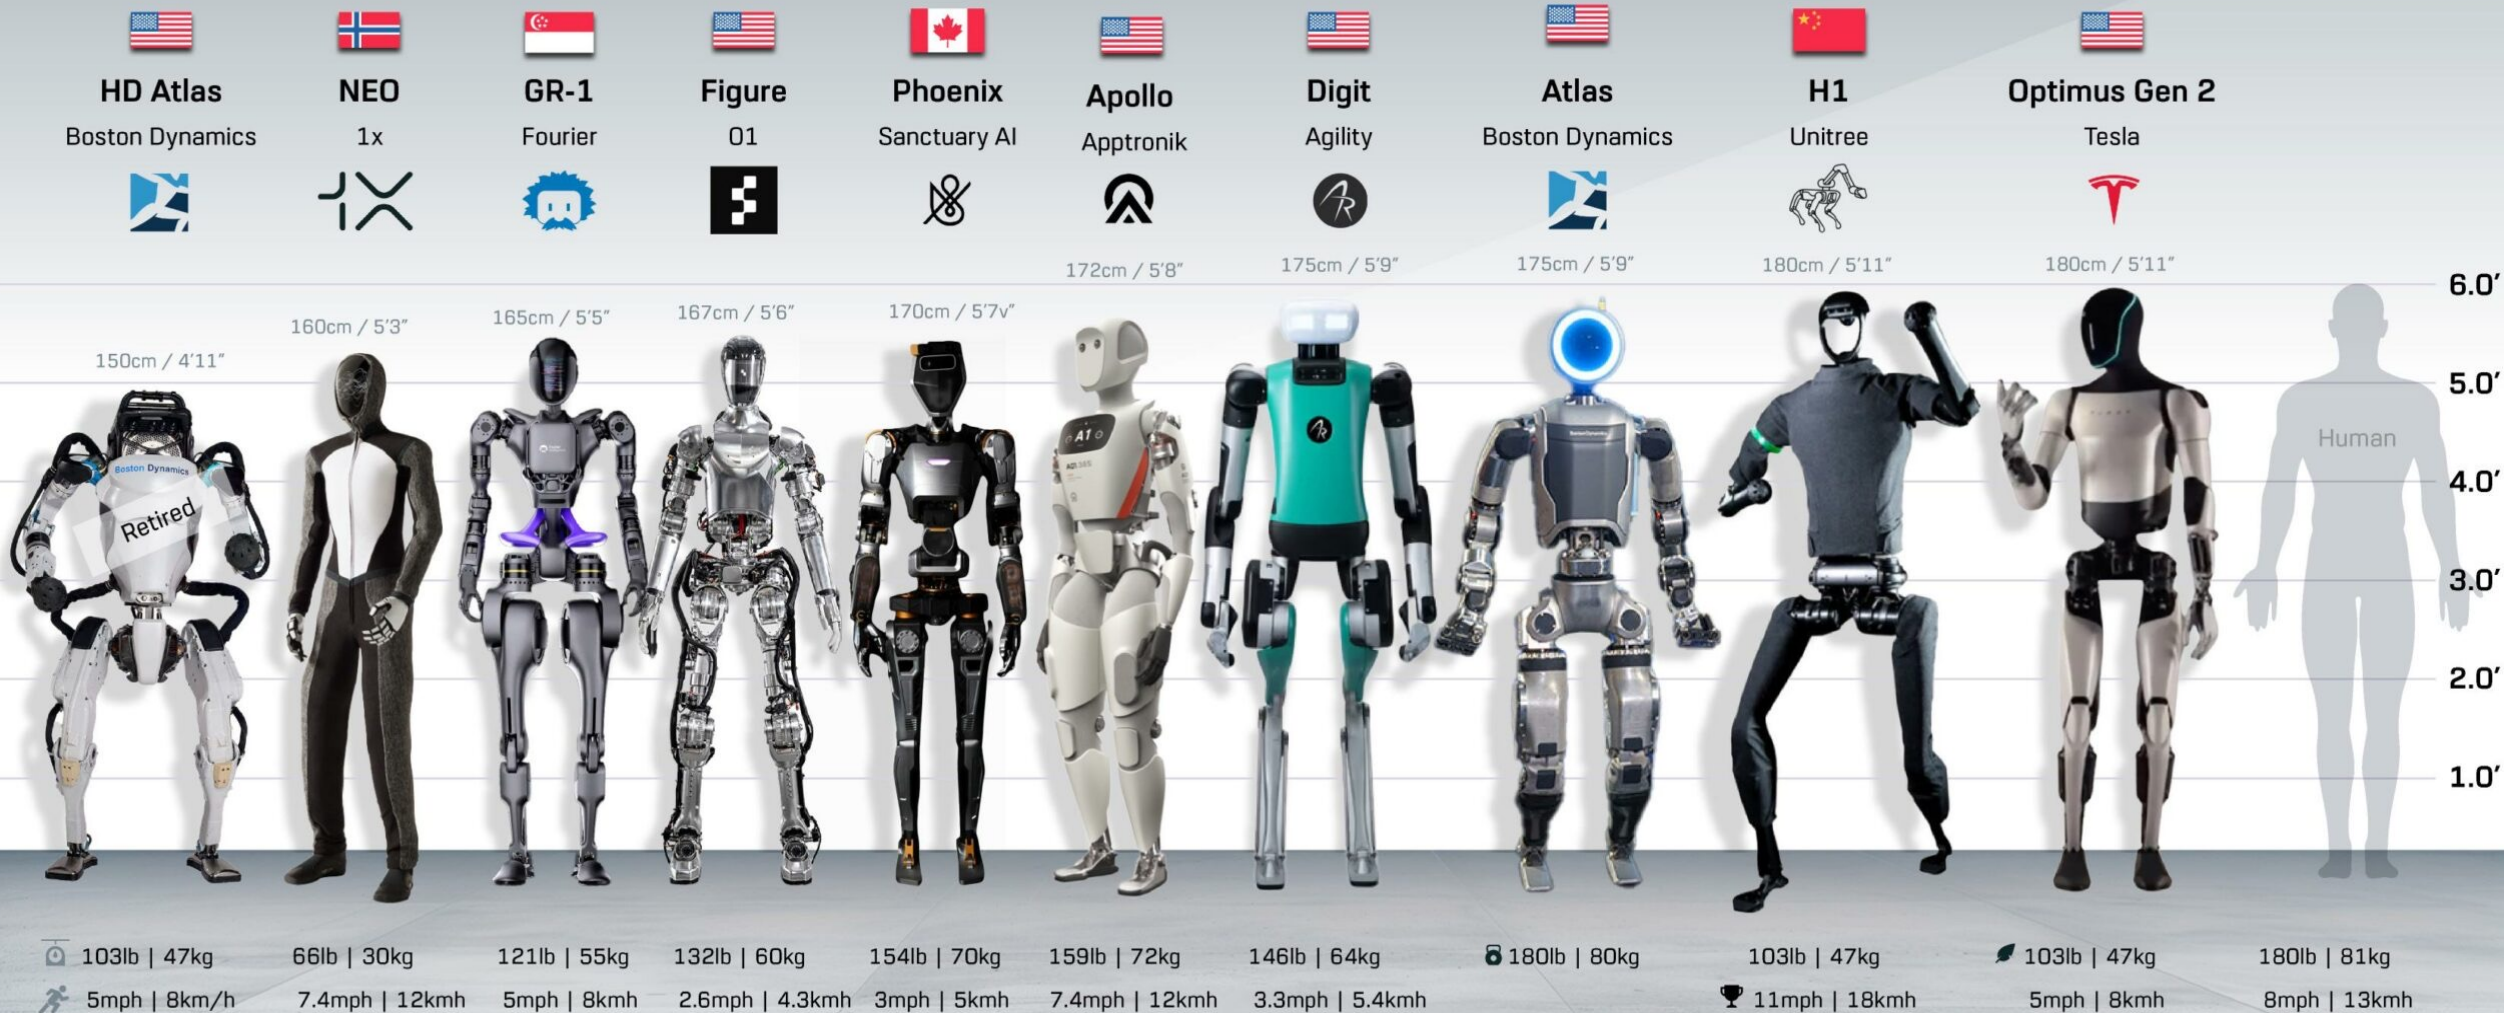 HD Atlas
Boston Dynamics
150cm / 4'11"
Boston Dynamics
Retired
103lb | 47kg
5mph | 8km/h
NEO
1x
160cm / 5'3"
66lb | 30kg
7.4mph | 12kmh
GR-1
Fourier
165cm / 5'5"
121lb | 55kg
5mph | 8kmh
Figure
01
167cm / 5'6"
132lb | 60kg
2.6mph | 4.3kmh
Phoenix
Sanctuary AI
170cm / 5'7v"
154lb | 70kg
3mph | 5kmh
Apollo
Apptronik
172cm / 5'8"
A1
159lb | 72kg
7.4mph | 12kmh
Digit
Agility
AR
175cm / 5'9"
AR
146lb | 64kg
3.3mph | 5.4kmh
Atlas
Boston Dynamics
175cm / 5'9"
BostonDynamics
180lb | 80kg
H1
Unitree
180cm / 5'11"
103lb | 47kg
11mph | 18kmh
Optimus Gen 2
Tesla
180cm / 5'11"
103lb | 47kg
5mph | 8kmh
Human
180lb | 81kg
8mph | 13kmh
6.0'
5.0'
4.0'
3.0'
2.0'
1.0'